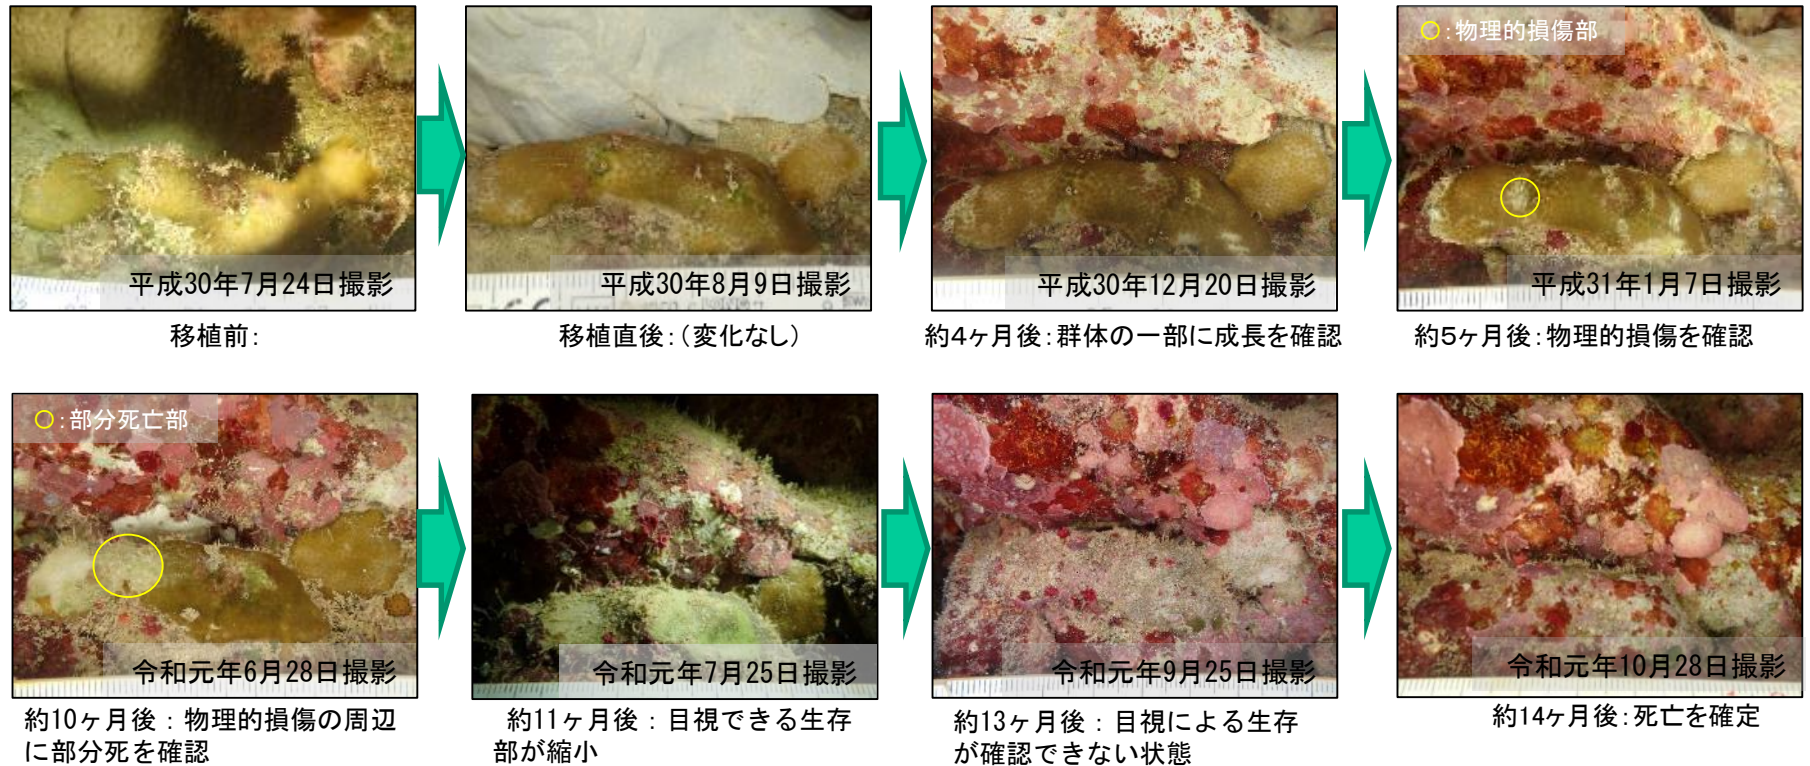 ○:物理的損傷部
平成30年7月24日撮影
平成30年8月9日撮影
平成30年12月20日撮影
平成31年1月7日撮影
移植前:
移植直後:(変化なし)
約4ヶ月後:群体の一部に成長を確認
約5ヶ月後:物理的損傷を確認
○:部分死亡部
令和元年6月28日撮影
令和元年7月25日撮影
令和元年9月25日撮影
令和元年10月28日撮影
約10ヶ月後:物理的損傷の周辺
に部分死を確認
約11ヶ月後:目視できる生存
部が縮小
約13ヶ月後:目視による生存
が確認できない状態
約14ヶ月後:死亡を確定